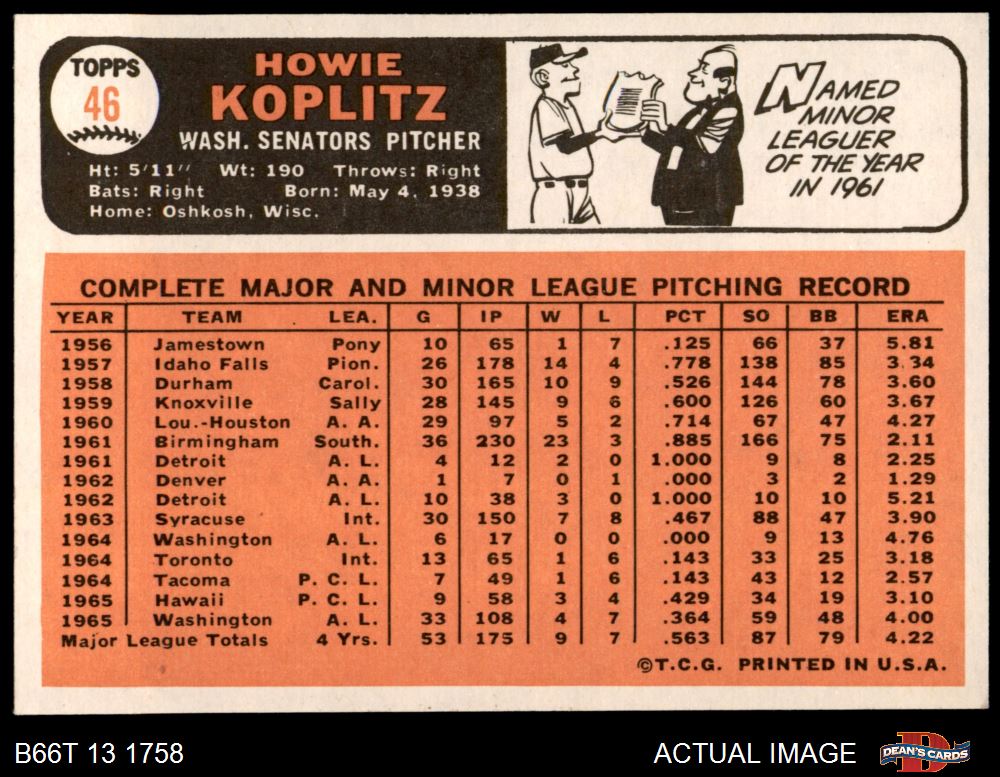 TOPPS
46
HOWIE
KOPLITZ
WASH. SENATORS PITCHER
Ht: 5'11" Wt: 190 Throws: Right
Bats: Right Born: May 4, 1938
Home: Oshkosh, Wisc.
NAMED
MINOR
LEAGUER
OF THE YEAR
IN 1961
COMPLETE MAJOR AND MINOR LEAGUE PITCHING RECORD
YEAR TEAM LEA. G IP W L PCT SO BB ERA
1956 Jamestown Pony 10 65 1 7 .125 66 37 5.81
1957 Idaho Falls Pion. 26 178 14 4 .778 138 85 3.34
1958 Durham Carol. 30 165 10 9 .526 144 78 3.60
1959 Knoxville Sally 28 145 9 6 .600 126 60 3.67
1960 Lou.-Houston A. A. 29 97 5 2 .714 67 47 4.27
1961 Birmingham South. 36 230 23 3 .885 166 75 2.11
1961 Detroit A. L. 4 12 2 0 1.000 9 8 2.25
1962 Denver A. A. 1 7 0 1 .000 3 2 1.29
1962 Detroit A. L. 10 38 3 0 1.000 10 10 5.21
1963 Syracuse Int. 30 150 7 8 .467 88 47 3.90
1964 Washington A. L. 6 17 0 0 .000 9 13 4.76
1964 Toronto Int. 13 65 1 6 .143 33 25 3.18
1964 Tacoma P. C. L. 7 49 1 6 .143 43 12 2.57
1965 Hawaii P. C. L. 9 58 3 4 .429 34 19 3.10
1965 Washington A. L. 33 108 4 7 .364 59 48 4.00
Major League Totals 4 Yrs. 53 175 9 7 .563 87 79 4.22
©T.C.G. PRINTED IN U.S.A.
B66T 13 1758 ACTUAL IMAGE DEAN'S CARDS